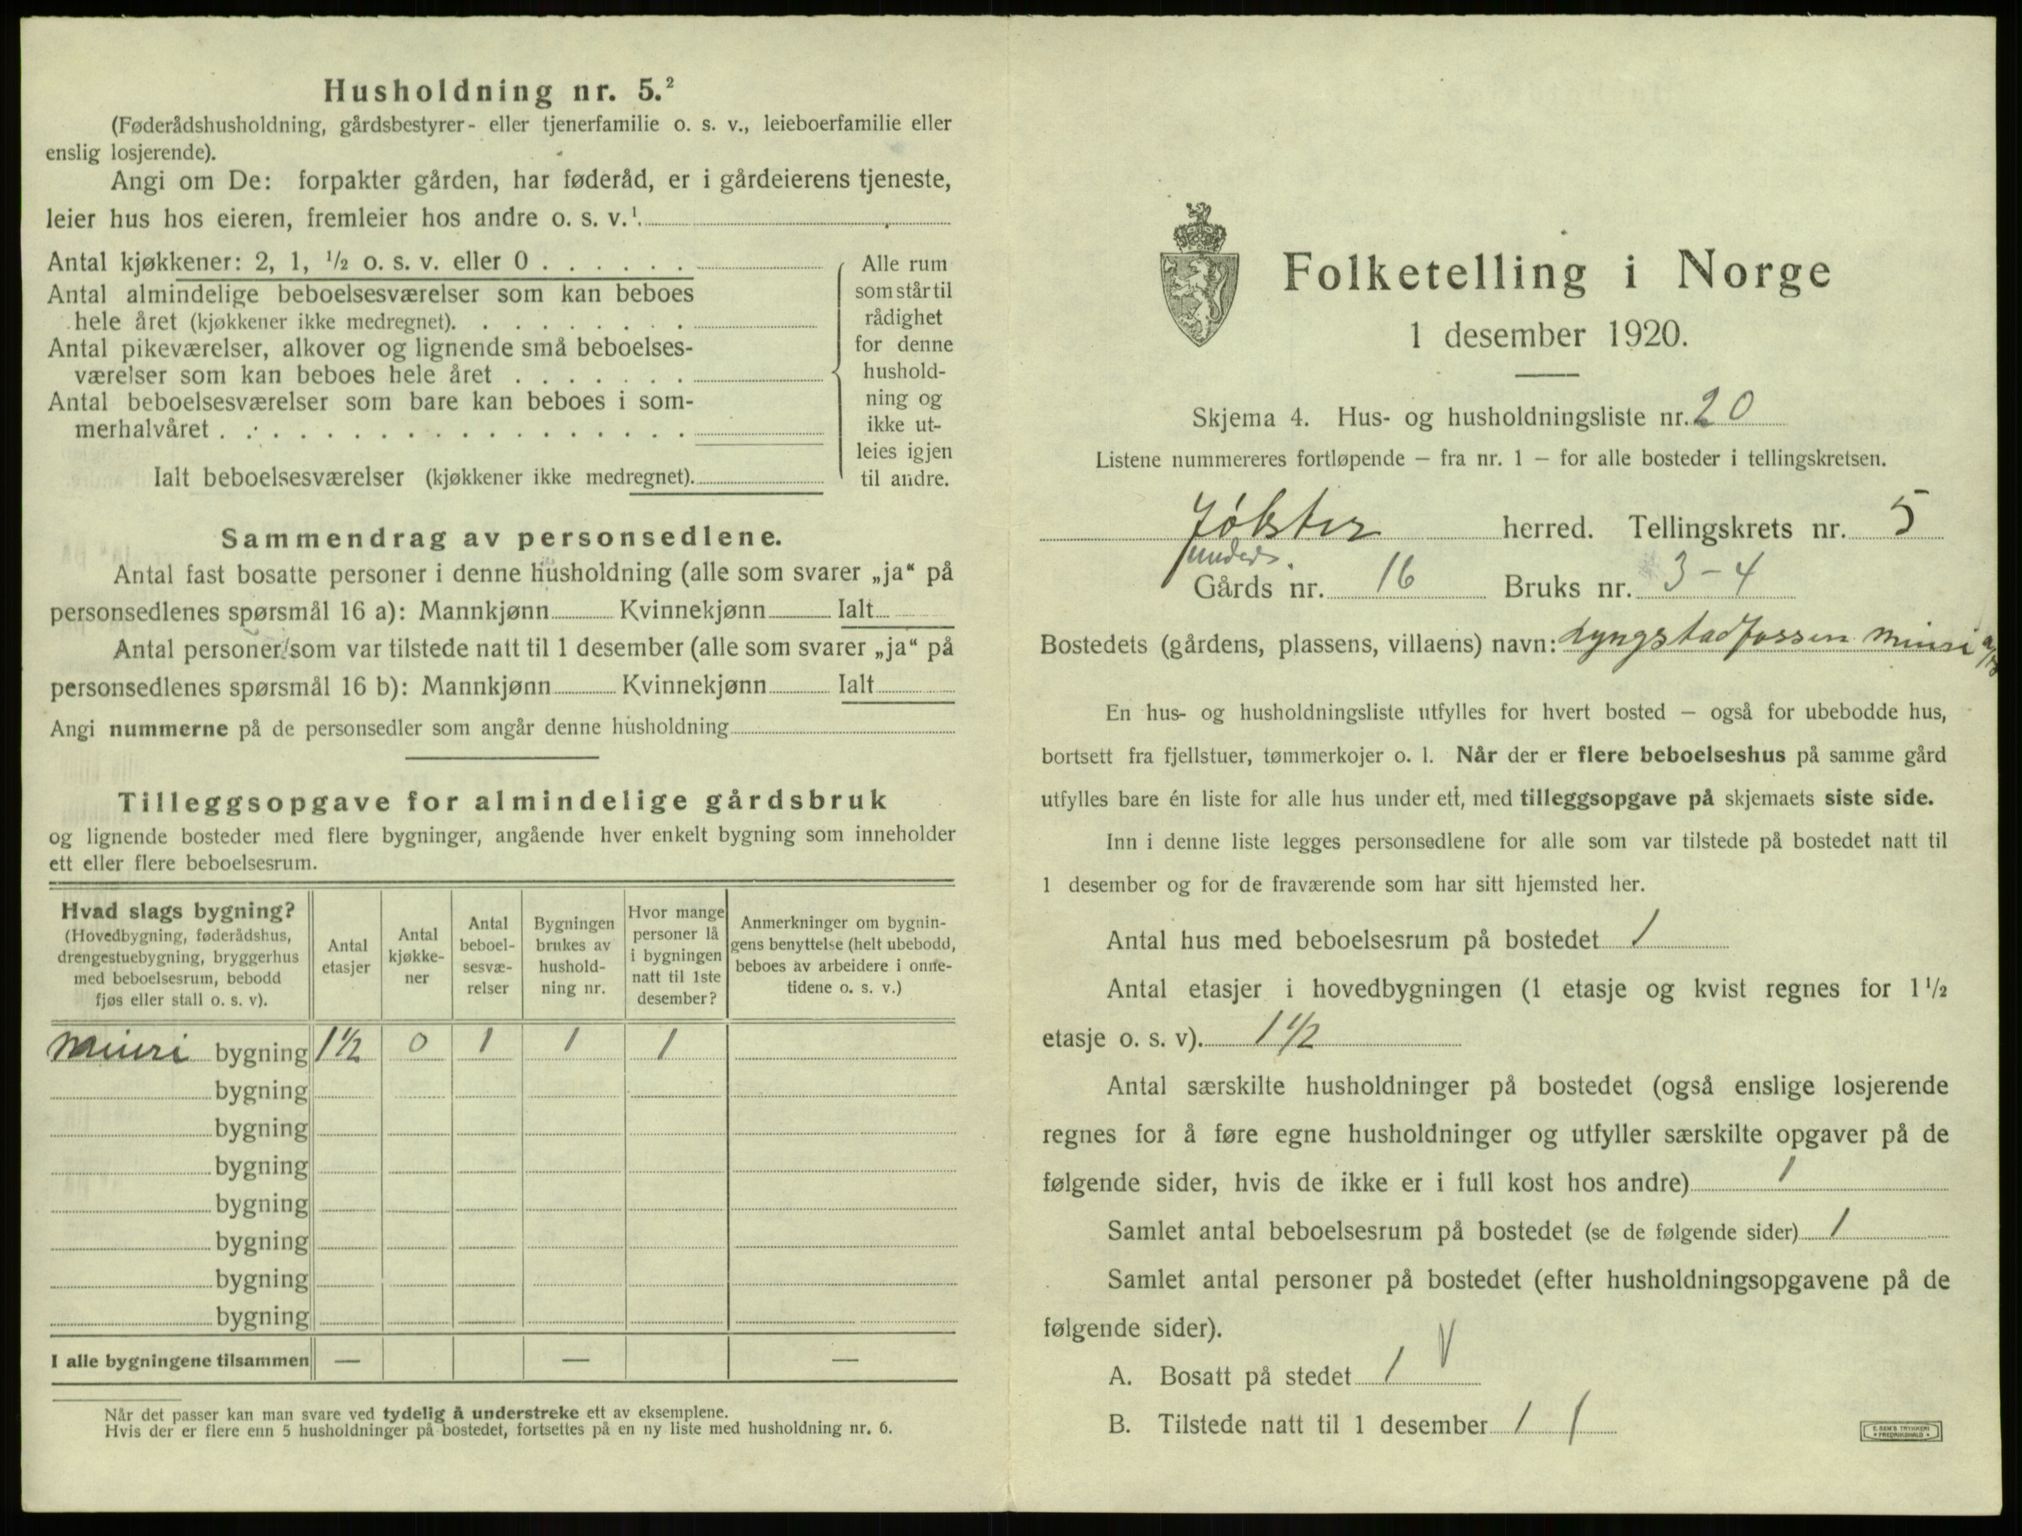 Husholdning nr. 5.²
(Føderådshusholdning, gårdsbestyrer- eller tjenerfamilie o. s. v., leieboerfamilie eller
enslig losjerende).
Angi om De: forpakter gården, har føderåd, er i gårdeierens tjeneste,
leier hus hos eieren, fremleier hos andre o. s. v.¹
Antal kjøkkener: 2, 1, ½ o. s. v. eller 0 . . . . . .
Antal almindelige beboelsesværelser som kan beboes
hele året (kjøkkener ikke medregnet). . . . . . . . .
Antal pikeværelser, alkover og lignende små beboelses-
værelser som kan beboes hele året . . . . . . .
Antal beboelsesværelser som bare kan beboes i som-
merhalvåret . . . . . . . . . . . . . . . . . .
Ialt beboelsesværelser (kjøkkener ikke medregnet).
Alle rum
som står til
rådighet
for denne
hushold-
ning og
ikke ut-
leies igjen
til andre.
Sammendrag av personsedlene.
Antal fast bosatte personer i denne husholdning (alle som svarer „ja“ på
personsedlenes spørsmål 16 a): Mannkjønn Kvinnekjønn Ialt
Antal personer som var tilstede natt til 1 desember (alle som svarer „ja“ på
personsedlenes spørsmål 16 b): Mannkjønn Kvinnekjønn Ialt
Angi nummerne på de personsedler som angår denne husholdning
Tilleggsopgave for almindelige gårdsbruk
og lignende bosteder med flere bygninger, angående hver enkelt bygning som inneholder
ett eller flere beboelsesrum.
Hvad slags bygning?
(Hovedbygning, føderådshus,
drengestuebygning, bryggerhus
med beboelsesrum, bebodd
fjøs eller stall o. s. v).
Antal
etasjer
Antal
kjøkke-
ner
Antal
beboel-
sesvæ-
relser
Bygningen
brukes av
hushold-
ning nr.
Hvor mange
personer lå
i bygningen
natt til 1ste
desember?
Anmerkninger om bygnin-
gens benyttelse (helt ubebodd,
beboes av arbeidere i onne-
tidene o. s. v.)
bygning 1½ 0 1 1 1
bygning
bygning
bygning
bygning
bygning
bygning
bygning
I alle bygningene tilsammen — — —
Når det passer kan man svare ved tydelig å understreke ett av eksemplene.
Hvis der er flere enn 5 husholdninger på bostedet, fortsettes på en ny liste med husholdning nr. 6.
Folketelling i Norge
1 desember 1920.
Skjema 4. Hus- og husholdningsliste nr. 20
Listene nummereres fortløpende — fra nr. 1 — for alle bosteder i tellingskretsen.
Jølster herred. Tellingskrets nr. 5
under
Gårds nr. 16 Bruks nr. 3-4
Bostedets (gårdens, plassens, villaens) navn: Lyngstadfossen
En hus- og husholdningsliste utfylles for hvert bosted — også for ubebodde hus,
bortsett fra fjellstuer, tømmerkojer o. l. Når der er flere beboelseshus på samme gård
utfylles bare én liste for alle hus under ett, med tilleggsopgave på skjemaets siste side.
Inn i denne liste legges personsedlene for alle som var tilstede på bostedet natt til
1 desember og for de fraværende som har sitt hjemsted her.
Antal hus med beboelsesrum på bostedet 1
Antal etasjer i hovedbygningen (1 etasje og kvist regnes for 1½
etasje o. s. v). 1½
Antal særskilte husholdninger på bostedet (også enslige losjerende
regnes for å føre egne husholdninger og utfyller særskilte opgaver på de
følgende sider, hvis de ikke er i full kost hos andre) 1
Samlet antal beboelsesrum på bostedet (se de følgende sider) 1
Samlet antal personer på bostedet (efter husholdningsopgavene på de
følgende sider).
A. Bosatt på stedet 1
B. Tilstede natt til 1 desember 1
E. SEM'S TRYKKERI
FREDRIKSHALD